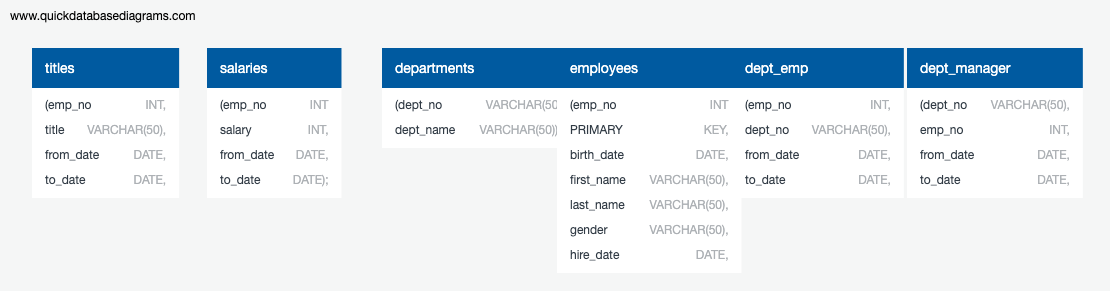 www.quickdatabasediagrams.com
titles
(emp_no INT,
title VARCHAR(50),
from_date DATE,
to_date DATE,
salaries
(emp_no INT
salary INT,
from_date DATE,
to_date DATE);
departments
(dept_no VARCHAR(50
dept_name VARCHAR(50))
employees
(emp_no INT
PRIMARY KEY,
birth_date DATE,
first_name VARCHAR(50),
last_name VARCHAR(50),
gender VARCHAR(50),
hire_date DATE,
dept_emp
(emp_no INT,
dept_no VARCHAR(50),
from_date DATE,
to_date DATE,
dept_manager
(dept_no VARCHAR(50),
emp_no INT,
from_date DATE,
to_date DATE,